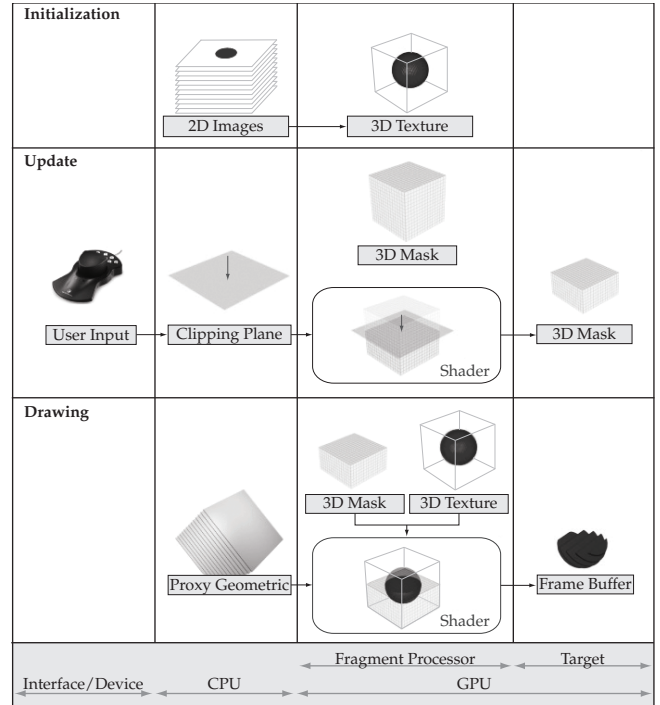 Initialization
2D Images
3D Texture
Update
3D Mask
User Input
Clipping Plane
Shader
3D Mask
Drawing
3D Mask
3D Texture
Proxy Geometric
Shader
Frame Buffer
Fragment Processor
Target
Interface/Device
CPU
GPU